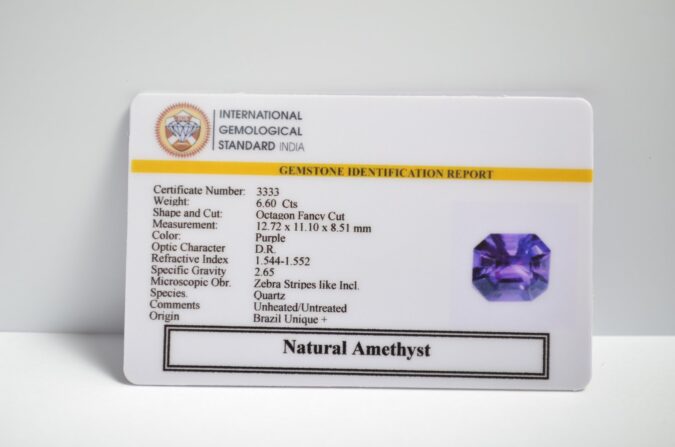 INTERNATIONAL
GEMOLOGICAL
STANDARD INDIA
GEMSTONE IDENTIFICATION REPORT
Certificate Number: 3333
Weight: 6.60 Cts
Shape and Cut: Octagon Fancy Cut
Measurement: 12.72 x 11.10 x 8.51 mm
Color: Purple
Optic Character D.R.
Refractive Index 1.544-1.552
Specific Gravity 2.65
Microscopic Obr. Zebra Stripes like Incl.
Species. Quartz
Comments Unheated/Untreated
Origin Brazil Unique +
Natural Amethyst